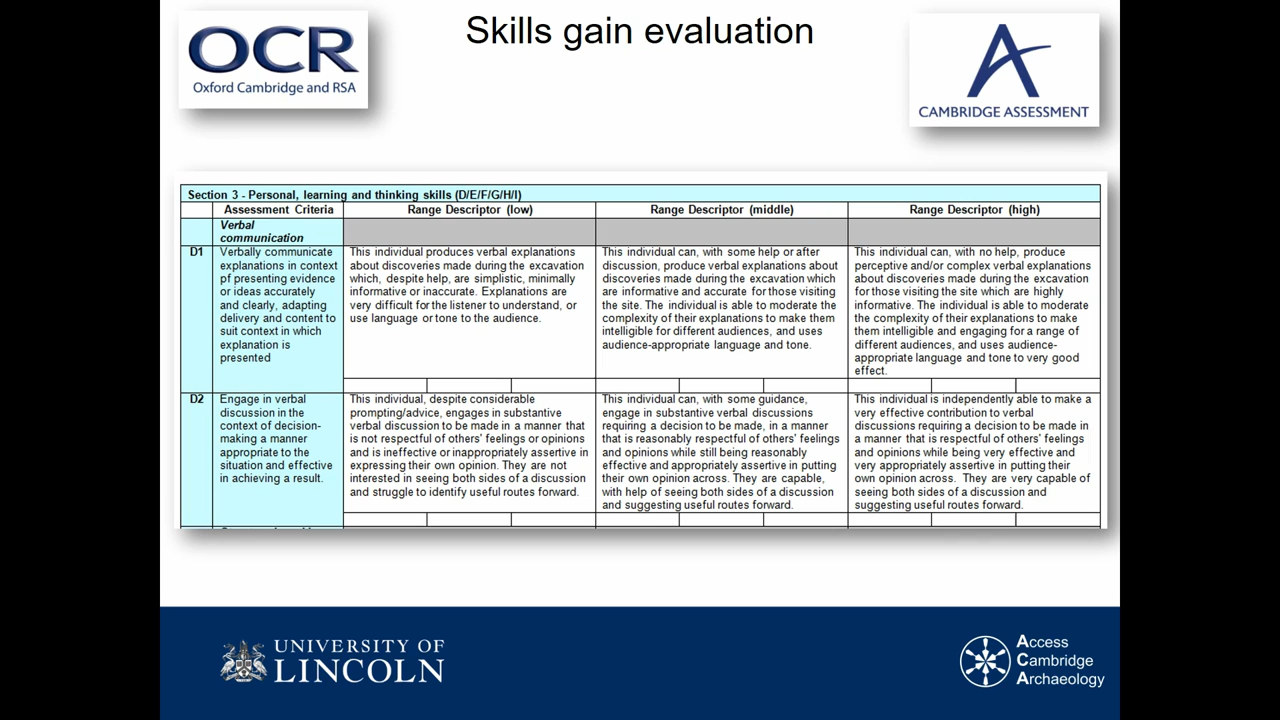 Skills gain evaluation
OCR
Oxford Cambridge and RSA
CAMBRIDGE ASSESSMENT
Section 3 - Personal, learning and thinking skills (D/E/F/G/H/I)
Assessment Criteria
Range Descriptor (low)
Range Descriptor (middle)
Range Descriptor (high)
Verbal
communication
D1
Verbally communicate
explanations in context
pf presenting evidence
or ideas accurately
and clearly, adapting
delivery and content to
suit context in which
explanation is
presented
This individual produces verbal explanations
about discoveries made during the excavation
which, despite help, are simplistic, minimally
informative or inaccurate. Explanations are
very difficult for the listener to understand, or
use language or tone to the audience.
This individual can, with some help or after
discussion, produce verbal explanations about
discoveries made during the excavation which
are informative and accurate for those visiting
the site. The individual is able to moderate the
complexity of their explanations to make them
intelligible for different audiences, and uses
audience-appropriate language and tone.
This individual can, with no help, produce
perceptive and/or complex verbal explanations
about discoveries made during the excavation
for those visiting the site which are highly
informative. The individual is able to moderate
the complexity of their explanations to make
them intelligible and engaging for a range of
different audiences, and uses audience-
appropriate language and tone to very good
effect.
D2
Engage in verbal
discussion in the
context of decision-
making a manner
appropriate to the
situation and effective
in achieving a result.
This individual, despite considerable
prompting/advice, engages in substantive
verbal discussion to be made in a manner that
is not respectful of others' feelings or opinions
and is ineffective or inappropriately assertive in
expressing their own opinion. They are not
interested in seeing both sides of a discussion
and struggle to identify useful routes forward.
This individual can, with some guidance,
engage in substantive verbal discussions
requiring a decision to be made, in a manner
that is reasonably respectful of others' feelings
and opinions while still being reasonably
effective and appropriately assertive in putting
their own opinion across. They are capable,
with help of seeing both sides of a discussion
and suggesting useful routes forward.
This individual is independently able to make a
very effective contribution to verbal
discussions requiring a decision to be made in
a manner that is respectful of others' feelings
and opinions while being very effective and
very appropriately assertive in putting their
own opinion across. They are very capable of
seeing both sides of a discussion and
suggesting useful routes forward.
UNIVERSITY OF
LINCOLN
Access
Cambridge
Archaeology